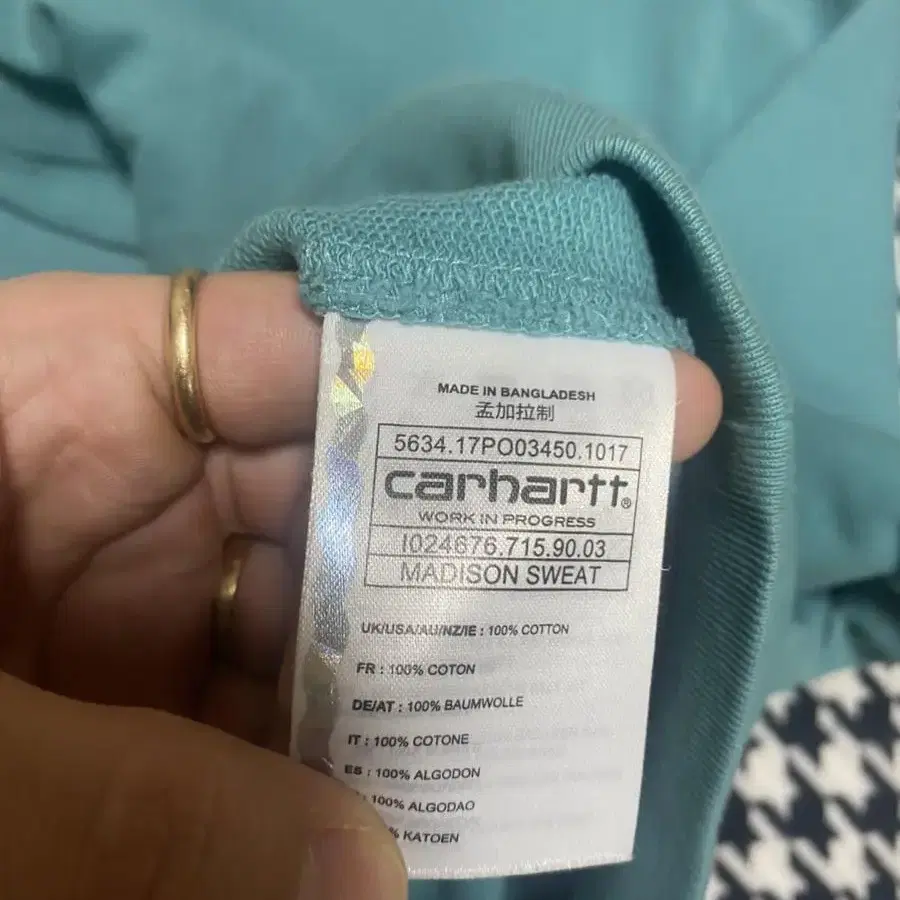 MADE IN BANGLADESH
孟加拉制
5634.17PO03450.1017
carhartt®
WORK IN PROGRESS
I024676.715.90.03
MADISON SWEAT
UK/USA/AU/NZ/IE : 100% COTTON
FR : 100% COTON
DE/AT : 100% BAUMWOLLE
IT : 100% COTONE
ES : 100% ALGODON
100% ALGODAO
% KATOEN